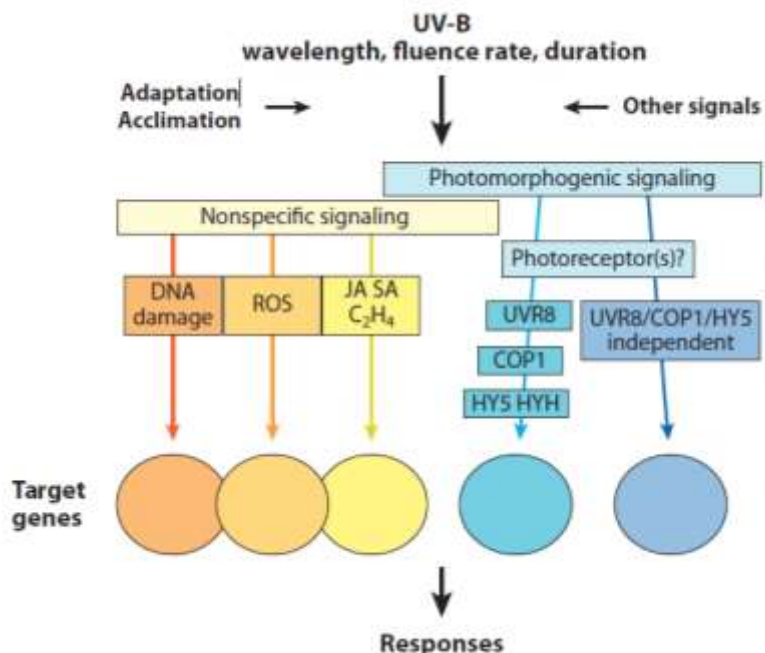 UV-B
wavelength, fluence rate, duration
Adaptation
Acclimation
Other signals
Photomorphogenic signaling
Nonspecific signaling
Photoreceptor(s)?
DNA
damage
ROS
JA SA
C₂H₄
UVR8
COP1
HY5 HYH
UVR8/COP1/HY5
independent
Target
genes
Responses